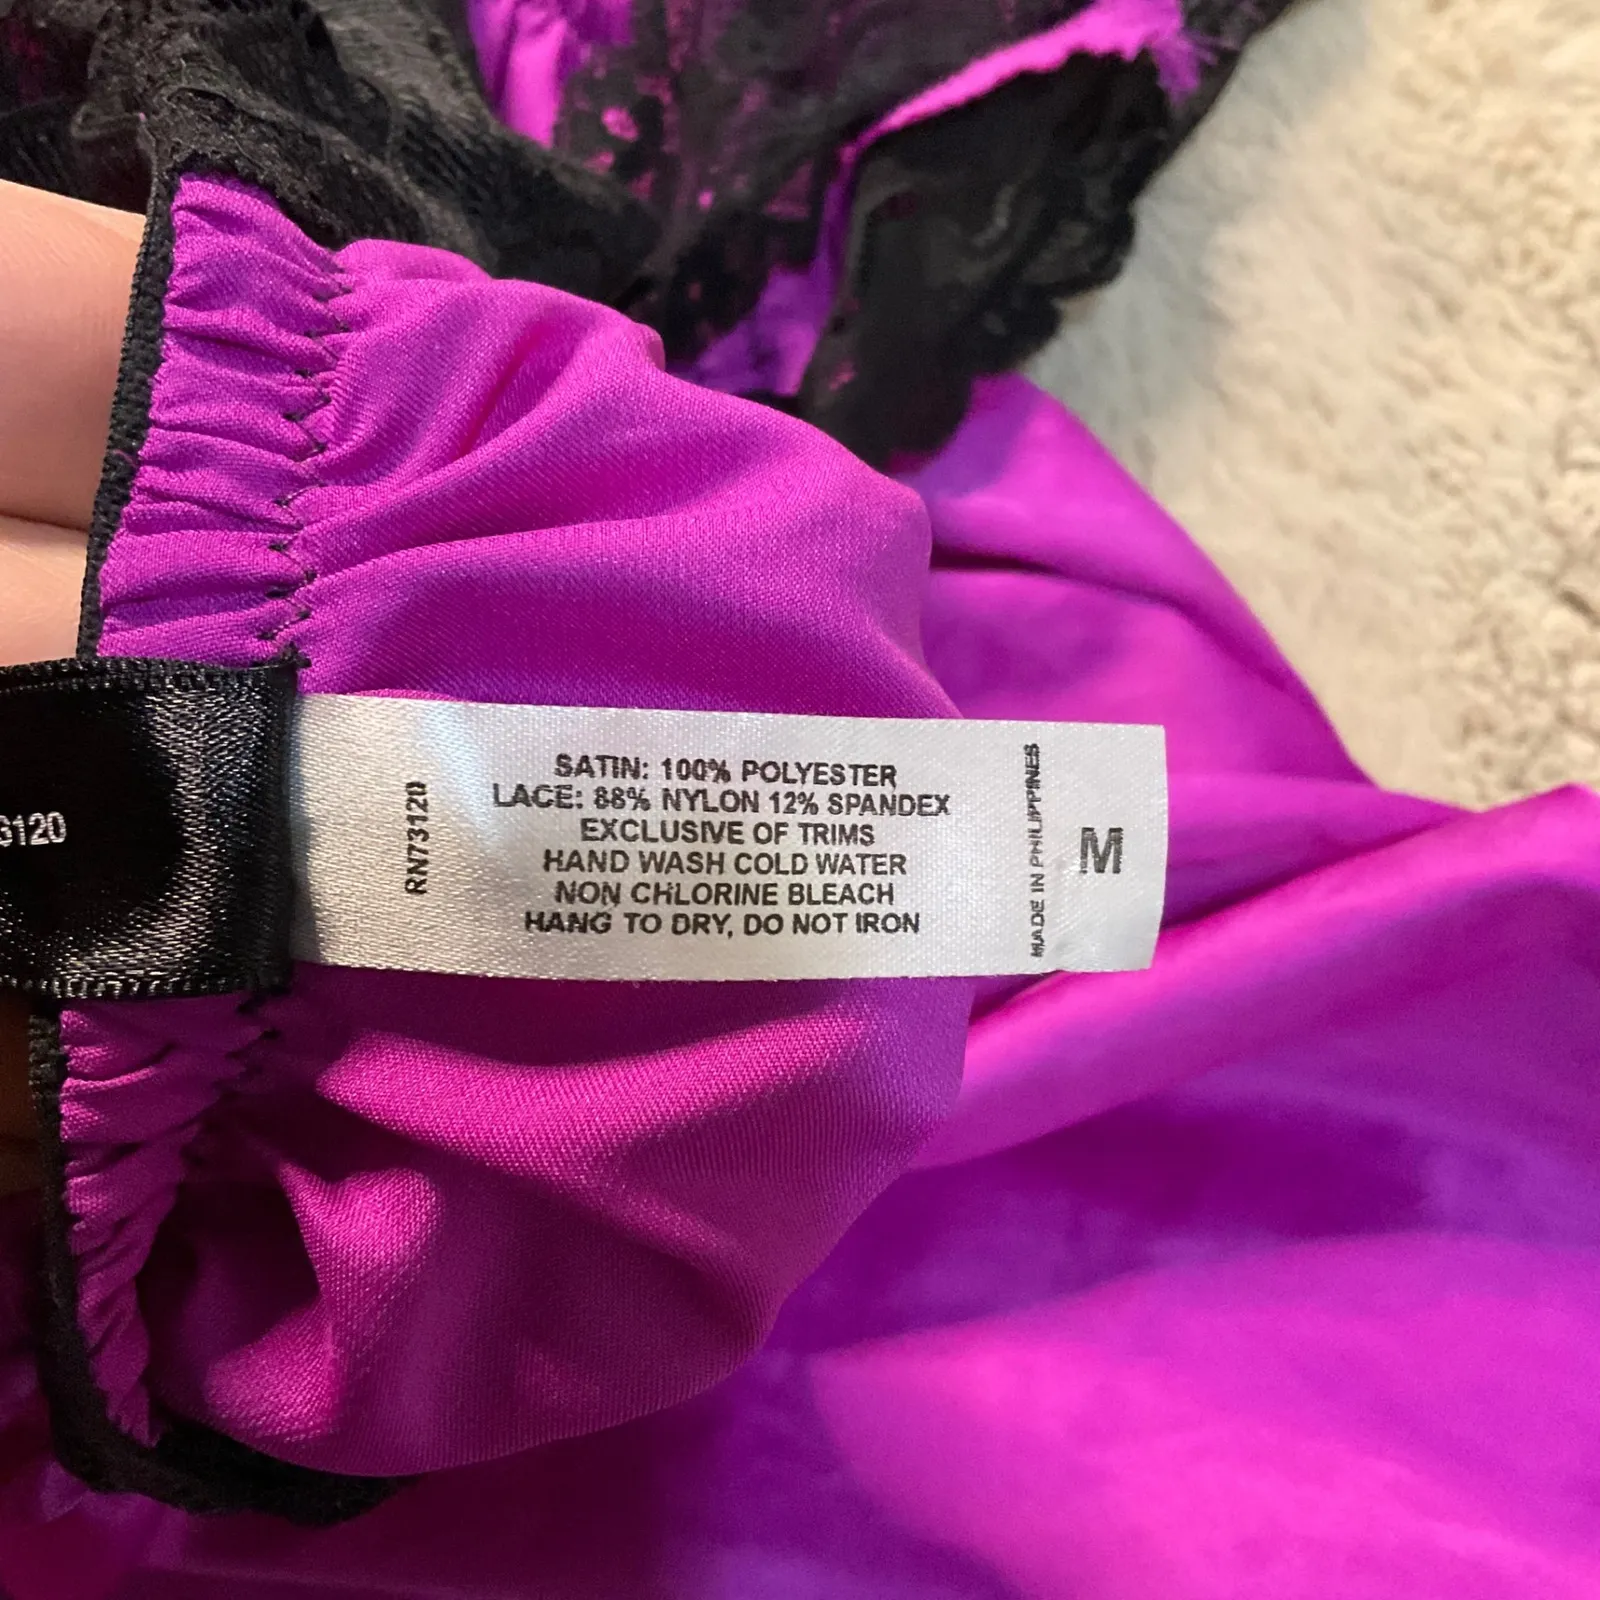 RN73120
SATIN: 100% POLYESTER
LACE: 88% NYLON 12% SPANDEX
EXCLUSIVE OF TRIMS
HAND WASH COLD WATER
NON CHLORINE BLEACH
HANG TO DRY, DO NOT IRON
MADE IN PHILIPPINES
M